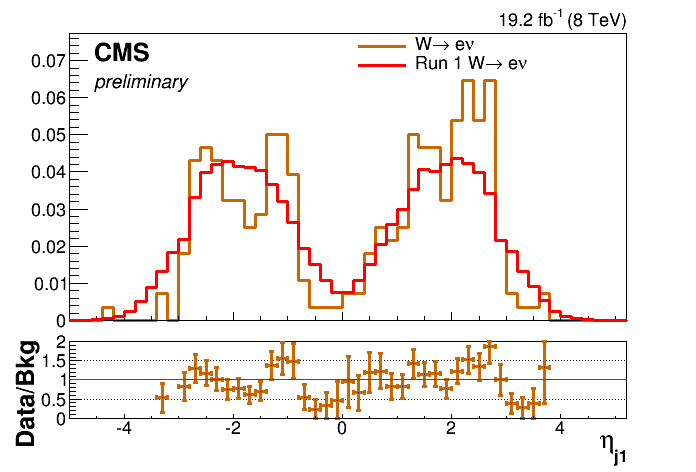 19.2 fb⁻¹ (8 TeV)
CMS
preliminary
W→ eν
Run 1 W→ eν
0.07
0.06
0.05
0.04
0.03
0.02
0.01
0
Data/Bkg
2
1.5
1
0.5
0
-4 -2 0 2 4
η_j1